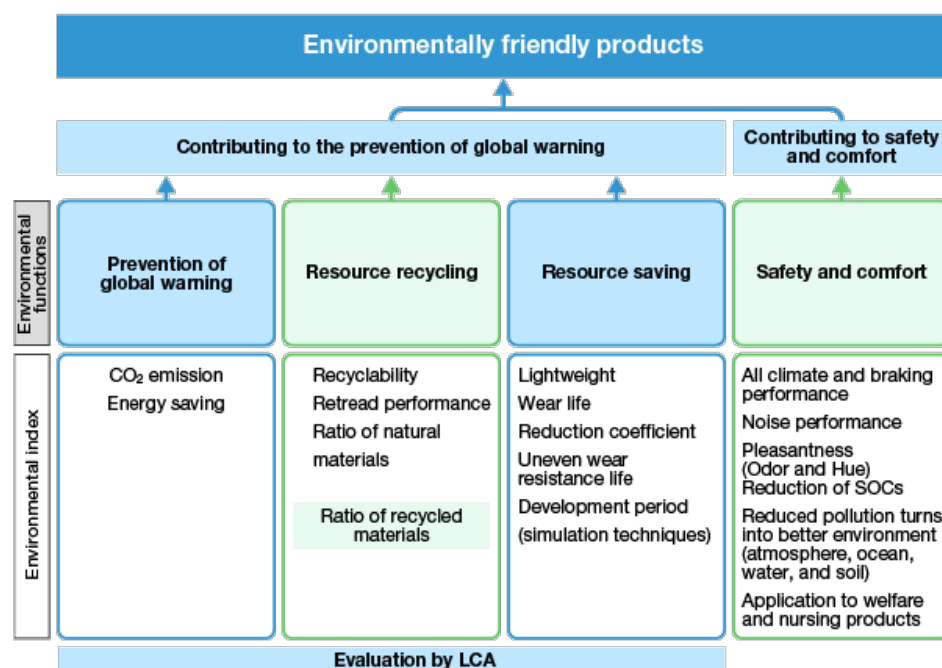 Environmentally friendly products
Contributing to the prevention of global warning
Contributing to safety
and comfort
Environmental
functions
Prevention of
global warning
Resource recycling
Resource saving
Safety and comfort
Environmental index
CO₂ emission
Energy saving
Recyclability
Retread performance
Ratio of natural
materials
Ratio of recycled
materials
Lightweight
Wear life
Reduction coefficient
Uneven wear
resistance life
Development period
(simulation techniques)
All climate and braking
performance
Noise performance
Pleasantness
(Odor and Hue)
Reduction of SOCs
Reduced pollution turns
into better environment
(atmosphere, ocean,
water, and soil)
Application to welfare
and nursing products
Evaluation by LCA